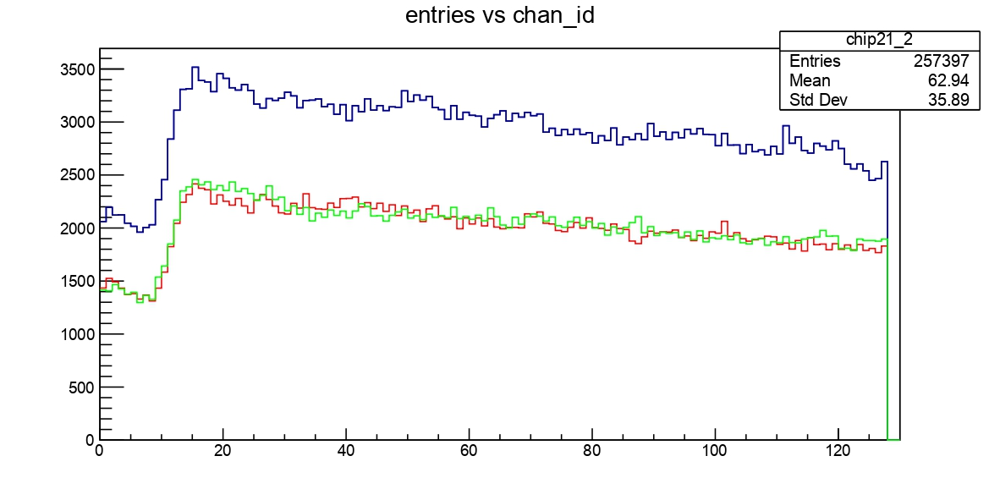 entries vs chan_id
chip21_2
Entries 257397
Mean 62.94
Std Dev 35.89
3500
3000
2500
2000
1500
1000
500
0
0 20 40 60 80 100 120